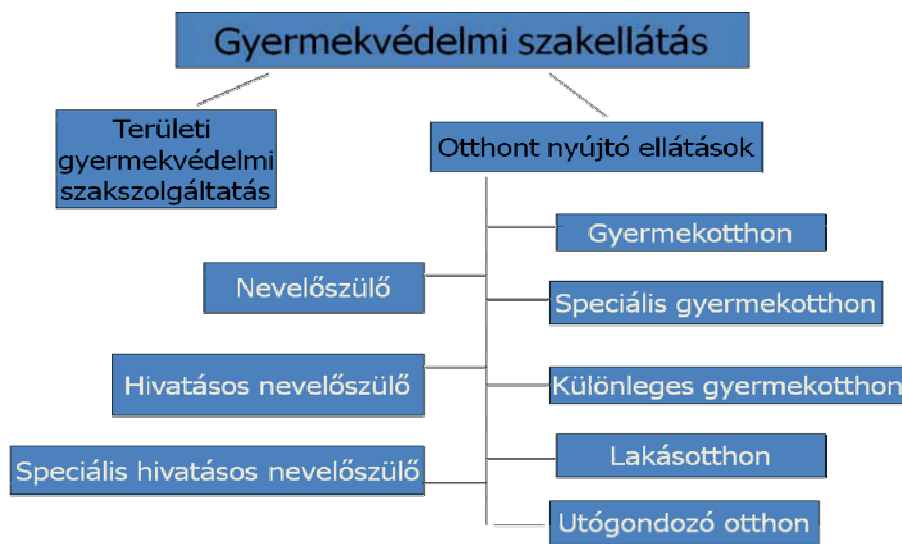 Gyermekvédelmi szakellátás
Területi
gyermekvédelmi
szakszolgáltatás
Otthont nyújtó ellátások
Nevelőszülő
Hivatásos nevelőszülő
Speciális hivatásos nevelőszülő
Gyermekotthon
Speciális gyermekotthon
Különleges gyermekotthon
Lakásotthon
Utógondozó otthon